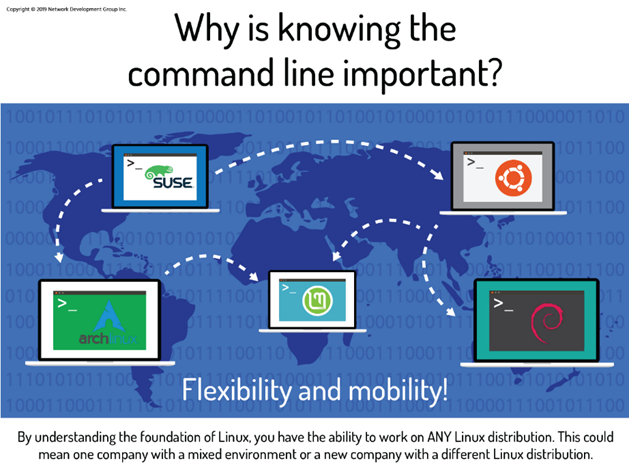 Copyright © 2019 Network Development Group Inc.
Why is knowing the
command line important?
>_
SUSE
>_
>_
archlinux
>_
>_
Flexibility and mobility!
By understanding the foundation of Linux, you have the ability to work on ANY Linux distribution. This could
mean one company with a mixed environment or a new company with a different Linux distribution.